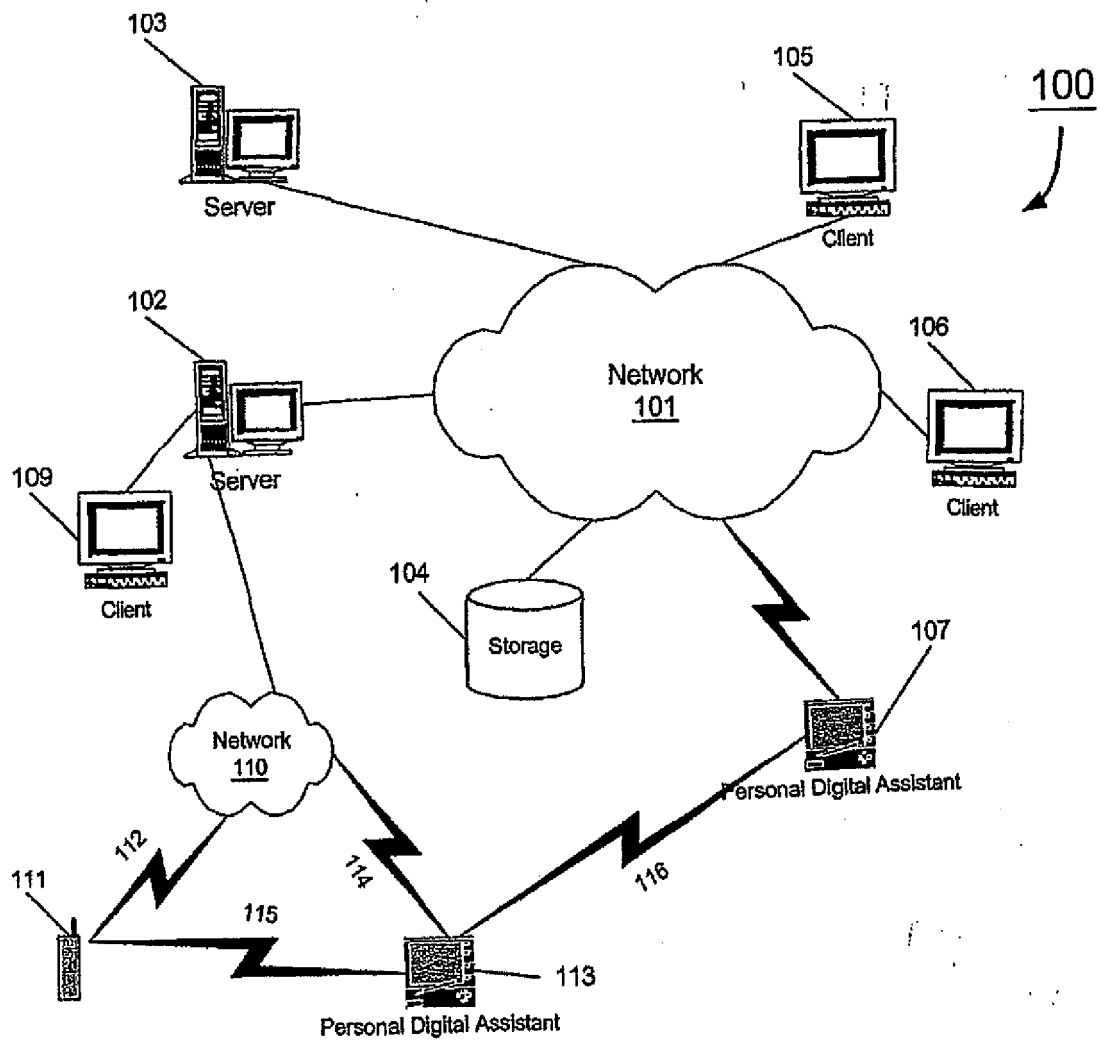 103
105
100
Server
Client
102
106
Network
101
109
Server
Client
Client
104
Storage
107
Network
110
Personal Digital Assistant
112
114
116
111
115
113
Personal Digital Assistant